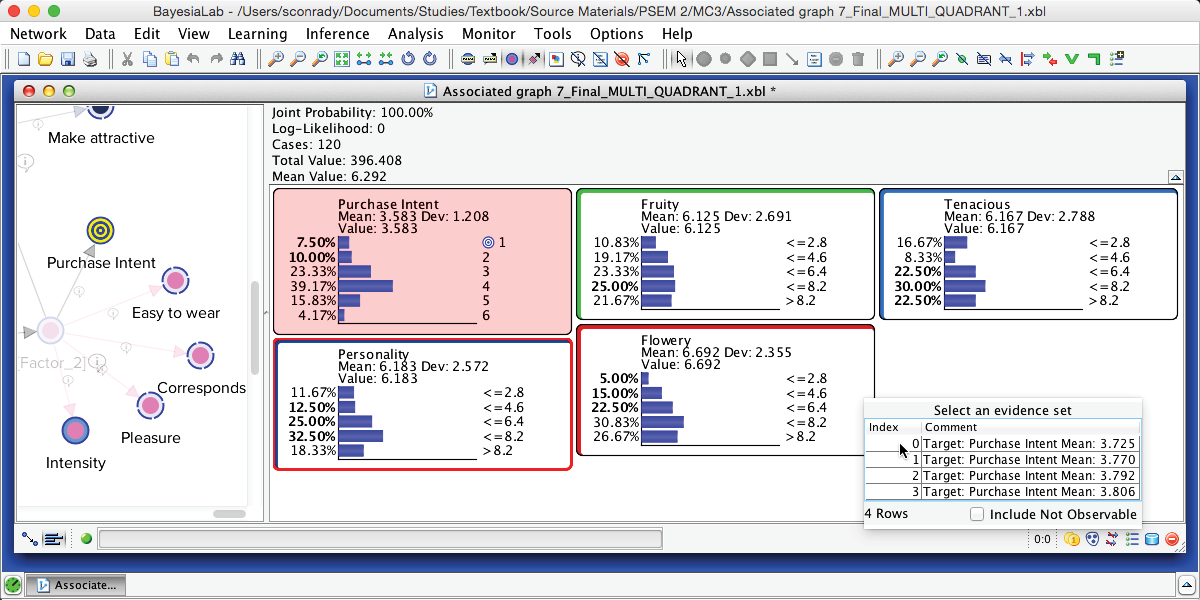 BayesiaLab - /Users/sconrady/Documents/Studies/Textbook/Source Materials/PSEM 2/MC3/Associated graph 7_Final_MULTI_QUADRANT_1.xbl
Network Data Edit View Learning Inference Analysis Monitor Tools Options Help
Associated graph 7_Final_MULTI_QUADRANT_1.xbl *
Make attractive
Purchase Intent
Easy to wear
[Factor_2]
Corresponds
Pleasure
Intensity
Joint Probability: 100.00%
Log-Likelihood: 0
Cases: 120
Total Value: 396.408
Mean Value: 6.292
Purchase Intent
Mean: 3.583 Dev: 1.208
Value: 3.583
7.50% 1
10.00% 2
23.33% 3
39.17% 4
15.83% 5
4.17% 6
Fruity
Mean: 6.125 Dev: 2.691
Value: 6.125
10.83% <=2.8
19.17% <=4.6
23.33% <=6.4
25.00% <=8.2
21.67% >8.2
Tenacious
Mean: 6.167 Dev: 2.788
Value: 6.167
16.67% <=2.8
8.33% <=4.6
22.50% <=6.4
30.00% <=8.2
22.50% >8.2
Personality
Mean: 6.183 Dev: 2.572
Value: 6.183
11.67% <=2.8
12.50% <=4.6
25.00% <=6.4
32.50% <=8.2
18.33% >8.2
Flowery
Mean: 6.692 Dev: 2.355
Value: 6.692
5.00% <=2.8
15.00% <=4.6
22.50% <=6.4
30.83% <=8.2
26.67% >8.2
Select an evidence set
Index Comment
0 Target: Purchase Intent Mean: 3.725
1 Target: Purchase Intent Mean: 3.770
2 Target: Purchase Intent Mean: 3.792
3 Target: Purchase Intent Mean: 3.806
4 Rows Include Not Observable
0:0
Associate...